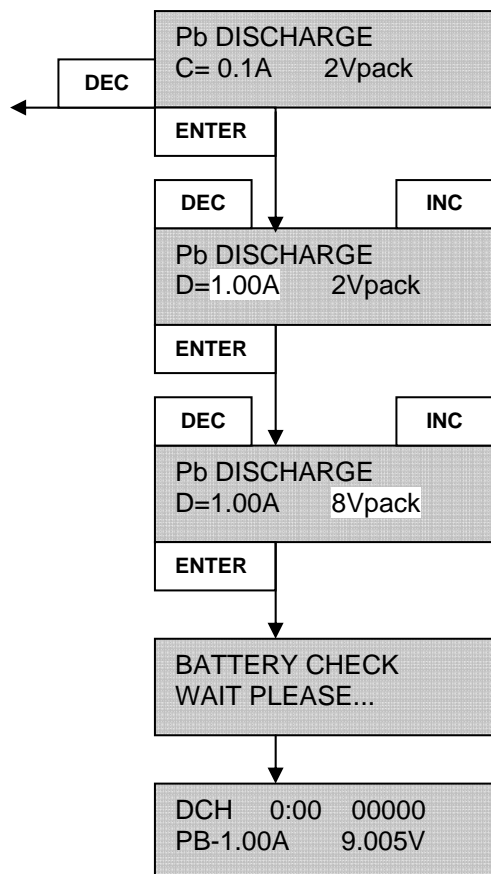 Pb DISCHARGE
C= 0.1A 2Vpack
DEC
ENTER
DEC INC
Pb DISCHARGE
D=1.00A 2Vpack
ENTER
DEC INC
Pb DISCHARGE
D=1.00A 8Vpack
ENTER
BATTERY CHECK
WAIT PLEASE...
DCH 0:00 00000
PB-1.00A 9.005V